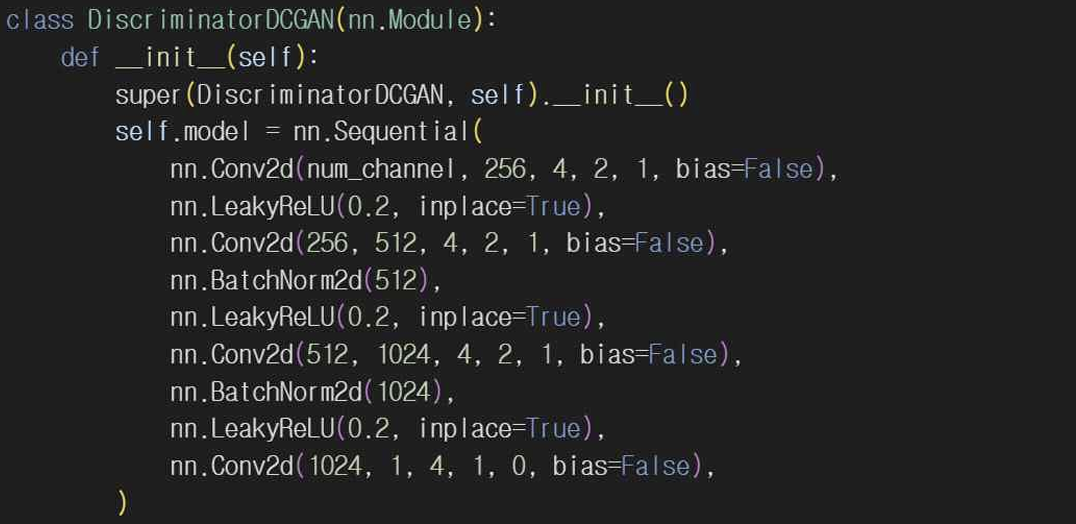 class DiscriminatorDCGAN(nn.Module):
    def __init__(self):
        super(DiscriminatorDCGAN, self).__init__()
        self.model = nn.Sequential(
            nn.Conv2d(num_channel, 256, 4, 2, 1, bias=False),
            nn.LeakyReLU(0.2, inplace=True),
            nn.Conv2d(256, 512, 4, 2, 1, bias=False),
            nn.BatchNorm2d(512),
            nn.LeakyReLU(0.2, inplace=True),
            nn.Conv2d(512, 1024, 4, 2, 1, bias=False),
            nn.BatchNorm2d(1024),
            nn.LeakyReLU(0.2, inplace=True),
            nn.Conv2d(1024, 1, 4, 1, 0, bias=False),
        )